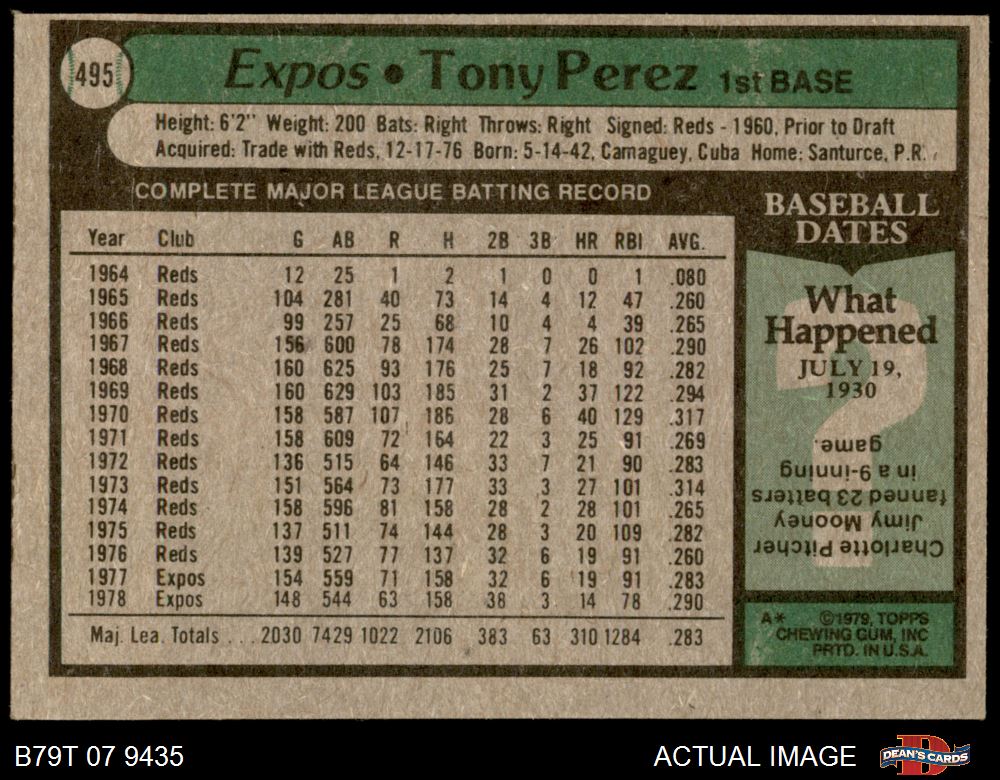 495
Expos • Tony Perez 1st BASE
Height: 6'2" Weight: 200 Bats: Right Throws: Right Signed: Reds - 1960, Prior to Draft
Acquired: Trade with Reds, 12-17-76 Born: 5-14-42, Camaguey, Cuba Home: Santurce, P.R.
COMPLETE MAJOR LEAGUE BATTING RECORD
Year Club G AB R H 2B 3B HR RBI AVG.
1964 Reds 12 25 1 2 1 0 0 1 .080
1965 Reds 104 281 40 73 14 4 12 47 .260
1966 Reds 99 257 25 68 10 4 4 39 .265
1967 Reds 156 600 78 174 28 7 26 102 .290
1968 Reds 160 625 93 176 25 7 18 92 .282
1969 Reds 160 629 103 185 31 2 37 122 .294
1970 Reds 158 587 107 186 28 6 40 129 .317
1971 Reds 158 609 72 164 22 3 25 91 .269
1972 Reds 136 515 64 146 33 7 21 90 .283
1973 Reds 151 564 73 177 33 3 27 101 .314
1974 Reds 158 596 81 158 28 2 28 101 .265
1975 Reds 137 511 74 144 28 3 20 109 .282
1976 Reds 139 527 77 137 32 6 19 91 .260
1977 Expos 154 559 71 158 32 6 19 91 .283
1978 Expos 148 544 63 158 38 3 14 78 .290
Maj. Lea. Totals . . . 2030 7429 1022 2106 383 63 310 1284 .283
BASEBALL
DATES
What
Happened
JULY 19,
1930
Charlotte Pitcher
Jimy Mooney
fanned 23 batters
in a 9-inning
game.
A* ©1979, TOPPS
CHEWING GUM, INC
PRTD. IN U.S.A.
B79T 07 9435
ACTUAL IMAGE
DEAN'S CARDS